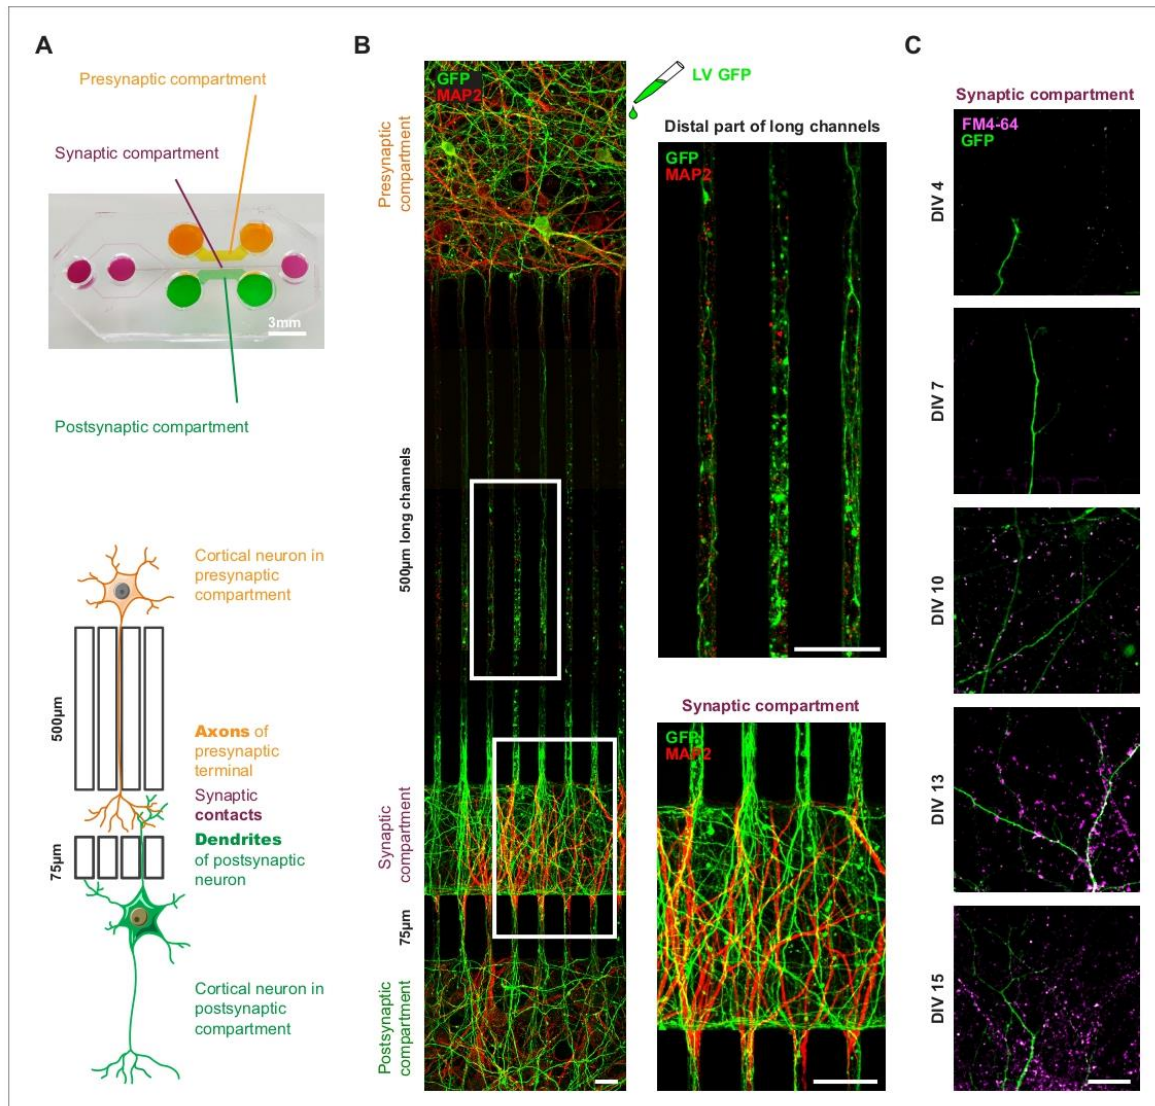 A
Presynaptic compartment
Synaptic compartment
3mm
Postsynaptic compartment
Cortical neuron in
presynaptic
compartment
500µm
Axons of
presynaptic
terminal
Synaptic
contacts
Dendrites
of postsynaptic
neuron
75µm
Cortical neuron in
postsynaptic
compartment
B
GFP
MAP2
LV GFP
Presynaptic
compartment
500µm long channels
Synaptic
compartment
75µm
Postsynaptic
compartment
Distal part of long channels
GFP
MAP2
Synaptic compartment
GFP
MAP2
C
Synaptic compartment
FM4-64
GFP
DIV 4
DIV 7
DIV 10
DIV 13
DIV 15